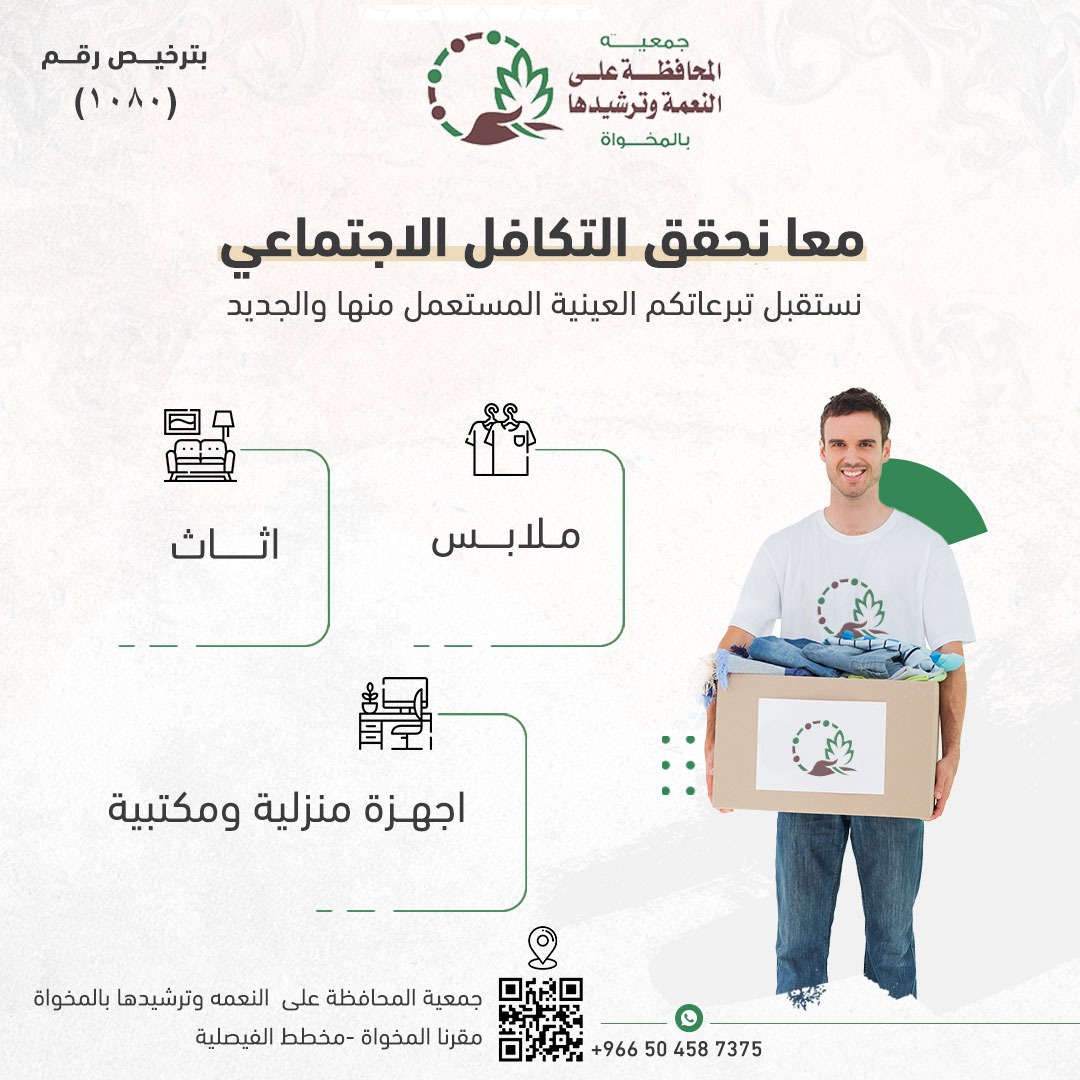 بترخيص رقم
(١٠٨٠)
جمعية
المحافظة على
النعمة وترشيدها
بالمخواة
معا نحقق التكافل الاجتماعي
نستقبل تبرعاتكم العينية المستعمل منها والجديد
ملابس
اثاث
اجهزة منزلية ومكتبية
جمعية المحافظة على النعمه وترشيدها بالمخواة
مقرنا المخواة -مخطط الفيصلية
+966 50 458 7375